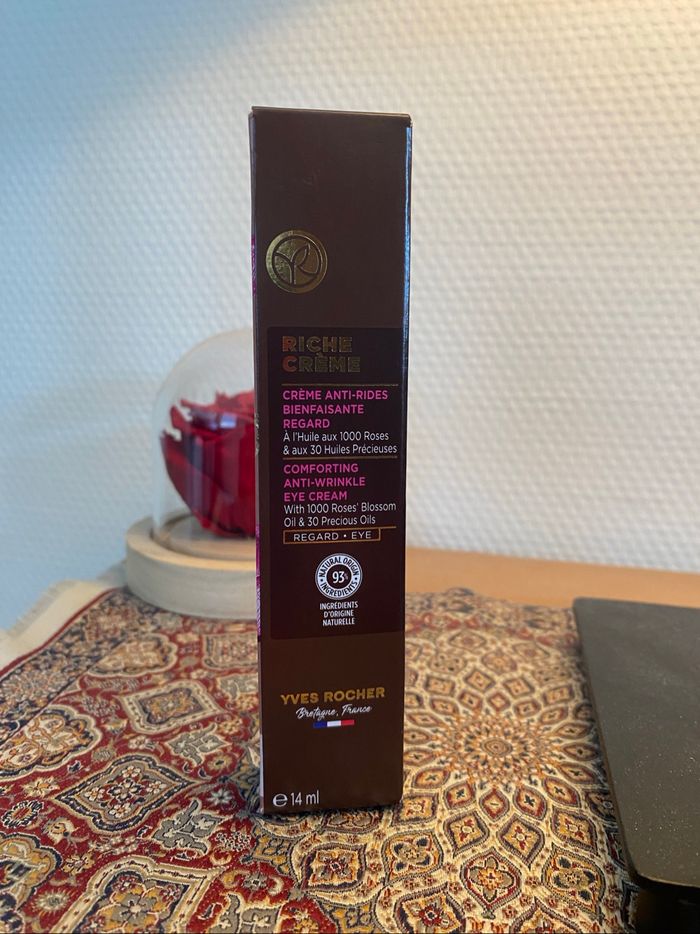 RICHE
CRÈME
CRÈME ANTI-RIDES
BIENFAISANTE
REGARD
À l'Huile aux 1000 Roses
& aux 30 Huiles Précieuses
COMFORTING
ANTI-WRINKLE
EYE CREAM
With 1000 Roses' Blossom
Oil & 30 Precious Oils
REGARD • EYE
NATURAL ORIGIN
93%
INGREDIENTS
INGRÉDIENTS
D'ORIGINE
NATURELLE
YVES ROCHER
Bretagne, France
℮ 14 ml